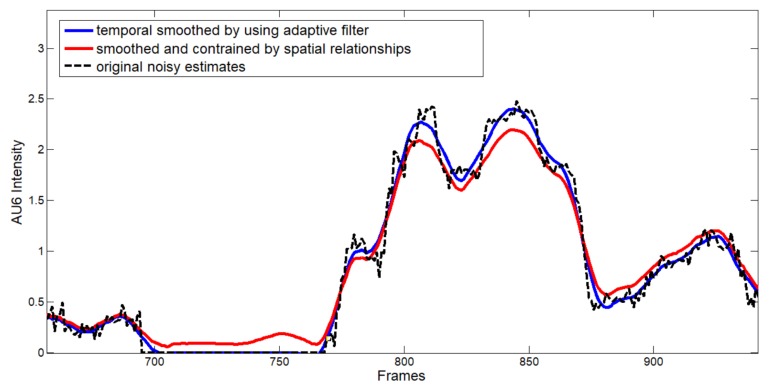 3
temporal smoothed by using adaptive filter
smoothed and contrained by spatial relationships
original noisy estimates
2.5
2
1.5
1
0.5
0
AU6 Intensity
700
750
800
850
900
Frames